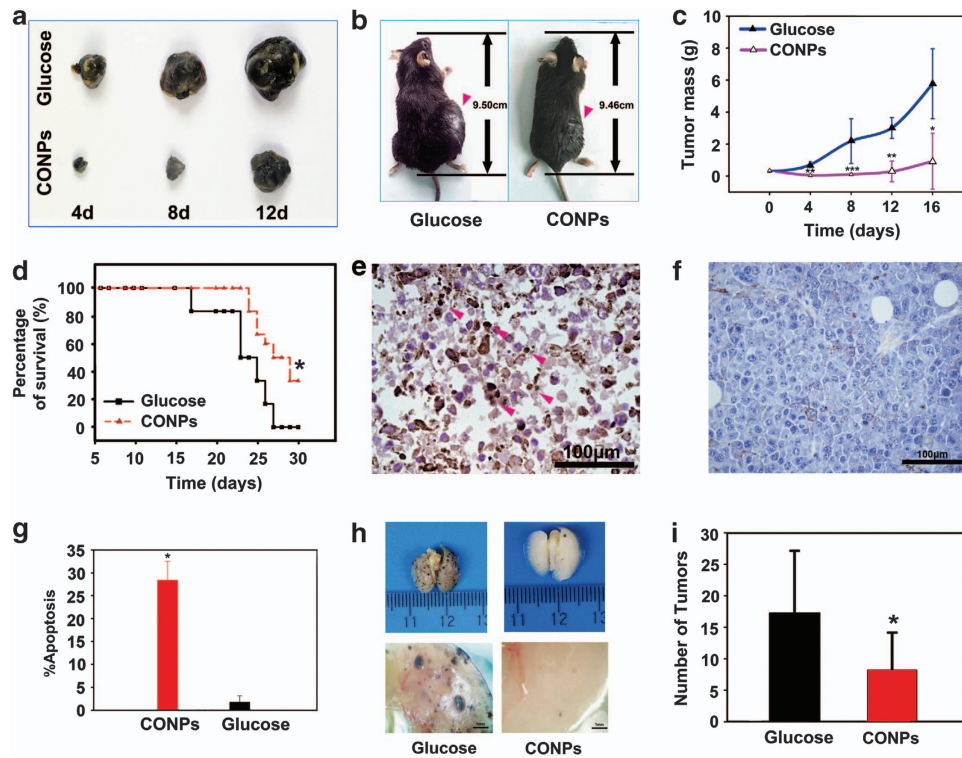 a
Glucose
CONPs
4d 8d 12d
b
9.50cm
9.46cm
Glucose CONPs
c
Glucose
CONPs
Tumor mass (g)
8
6
4
2
0
** *** ** *
0 4 8 12 16
Time (days)
d
Percentage
of survival (%)
100
80
60
40
20
0
*
Glucose
CONPs
5 10 15 20 25 30
Time (days)
e
100μm
f
100μm
g
%Apoptosis
35
30
25
20
15
10
5
0
*
CONPs Glucose
h
11 12 13
11 12 13
Glucose CONPs
i
Number of Tumors
30
25
20
15
10
5
0
*
Glucose CONPs